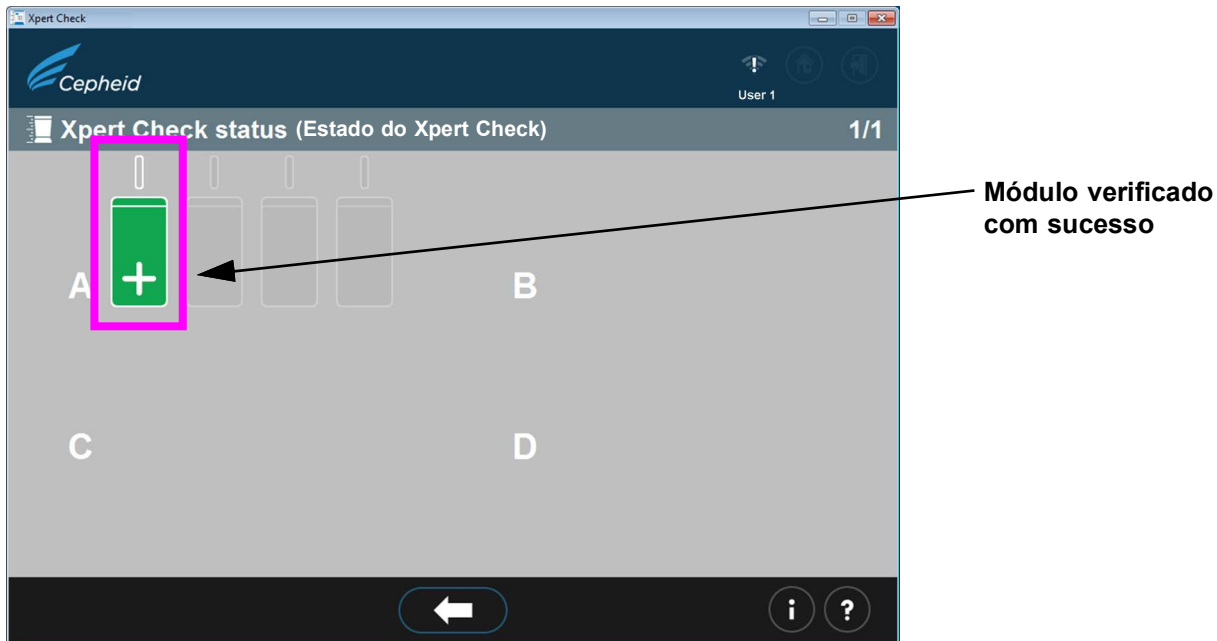 Xpert Check
Cepheid
User 1
Xpert Check status (Estado do Xpert Check)
1/1
Módulo verificado
com sucesso
A
B
C
D
i
?